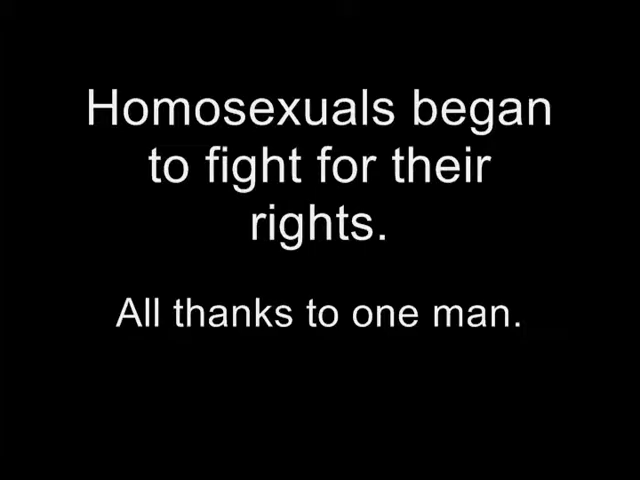 Homosexuals began
to fight for their
rights.
All thanks to one man.